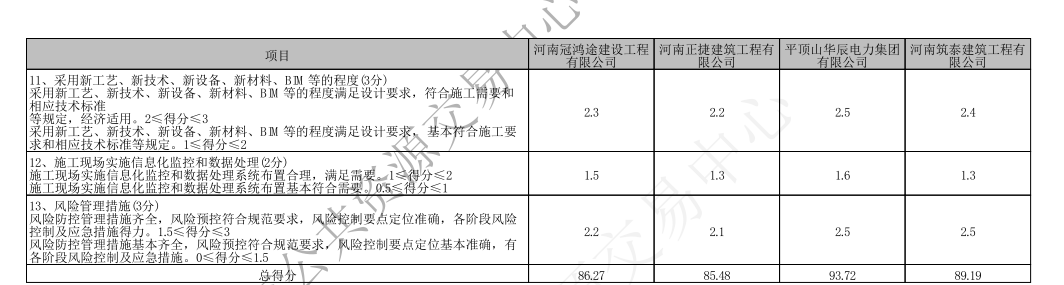 项目
河南冠鸿途建设工程
有限公司
河南正捷建筑工程有
限公司
平顶山华辰电力集团
有限公司
河南筑泰建筑工程有
限公司
11、采用新工艺、新技术、新设备、新材料、BIM 等的程度(3分)
采用新工艺、新技术、新设备、新材料、BIM 等的程度满足设计要求，符合施工需要和
相应技术标准
等规定，经济适用。2≤得分≤3
采用新工艺、新技术、新设备、新材料、BIM 等的程度满足设计要求，基本符合施工要
求和相应技术标准等规定。1≤得分≤2
2.3
2.2
2.5
2.4
12、施工现场实施信息化监控和数据处理(2分)
施工现场实施信息化监控和数据处理系统布置合理，满足需要。1≤得分≤2
施工现场实施信息化监控和数据处理系统布置基本符合需要。0.5≤得分≤1
1.5
1.3
1.6
1.3
13、风险管理措施(3分)
风险防控管理措施齐全，风险预控符合规范要求，风险控制要点定位准确，各阶段风险
控制及应急措施得力。1.5≤得分≤3
风险防控管理措施基本齐全，风险预控符合规范要求，风险控制要点定位基本准确，有
各阶段风险控制及应急措施。0≤得分≤1.5
2.2
2.1
2.5
2.5
总得分
86.27
85.48
93.72
89.19
公共资源交易中心
交易中心